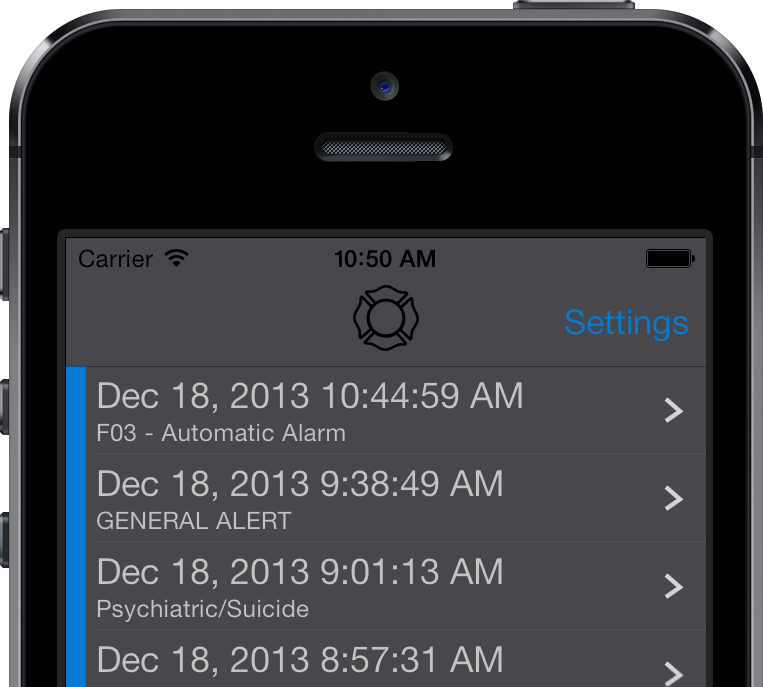 Carrier 10:50 AM
Settings
Dec 18, 2013 10:44:59 AM
F03 - Automatic Alarm
Dec 18, 2013 9:38:49 AM
GENERAL ALERT
Dec 18, 2013 9:01:13 AM
Psychiatric/Suicide
Dec 18, 2013 8:57:31 AM